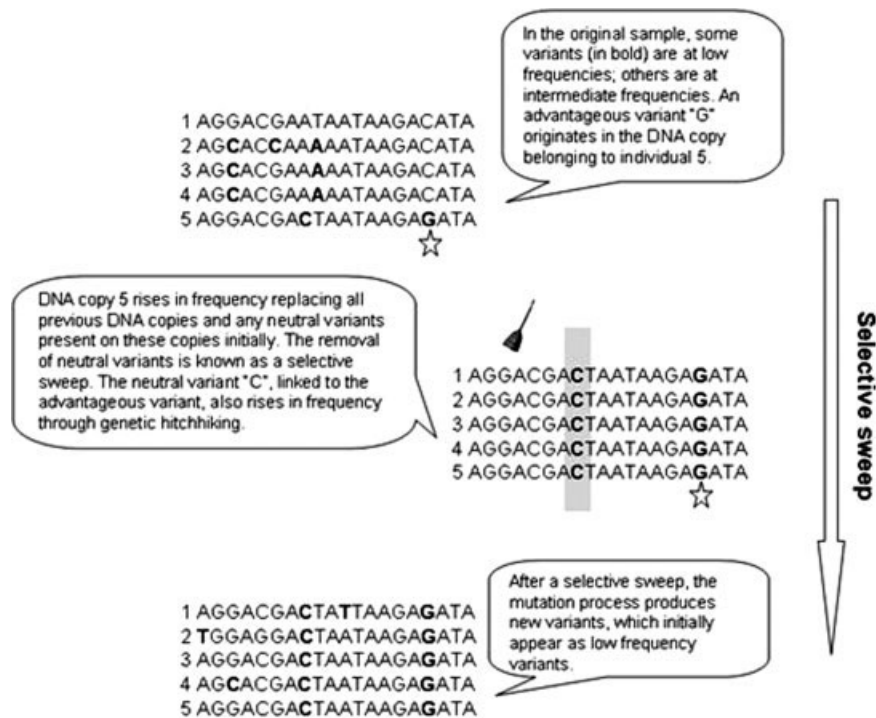 In the original sample, some
variants (in bold) are at low
frequencies; others are at
intermediate frequencies. An
advantageous variant "G"
originates in the DNA copy
belonging to individual 5.
1 AGGACGAATAATAAGACATA
2 AGCACCAAAAATAAGACATA
3 AGCACGAAAAATAAGACATA
4 AGCACGAAAAATAAGACATA
5 AGGACGACTAATAAGAGATA
DNA copy 5 rises in frequency replacing all
previous DNA copies and any neutral variants
present on these copies initially. The removal
of neutral variants is known as a selective
sweep. The neutral variant "C", linked to the
advantageous variant, also rises in frequency
through genetic hitchhiking.
1 AGGACGACTAATAAGAGATA
2 AGGACGACTAATAAGAGATA
3 AGGACGACTAATAAGAGATA
4 AGGACGACTAATAAGAGATA
5 AGGACGACTAATAAGAGATA
Selective sweep
After a selective sweep, the
mutation process produces
new variants, which initially
appear as low frequency
variants.
1 AGGACGACTATTAAGAGATA
2 TGGAGGACTAATAAGAGATA
3 AGGACGACTAATAAGAGATA
4 AGCACGACTAATAAGAGATA
5 AGGACGACTAATAAGAGATA